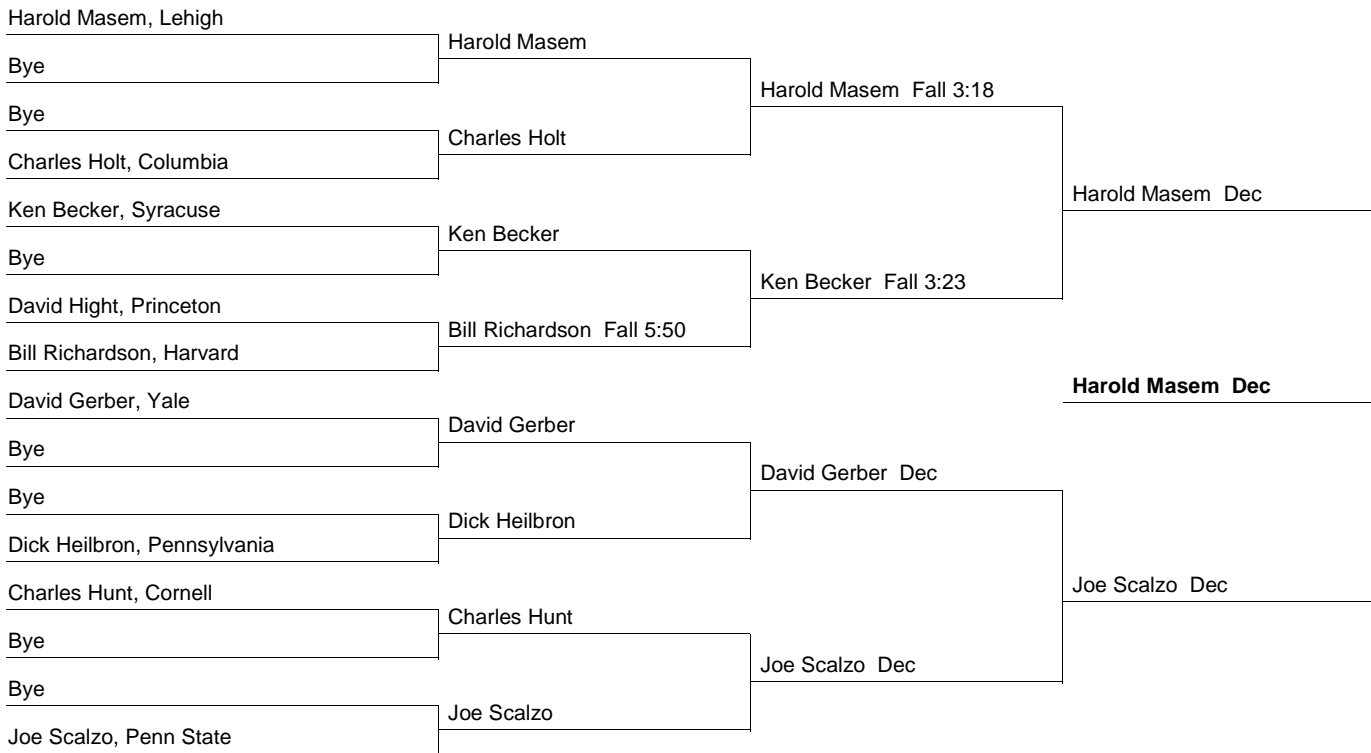 Harold Masem, Lehigh
Bye
Bye
Charles Holt, Columbia
Ken Becker, Syracuse
Bye
David Hight, Princeton
Bill Richardson, Harvard
David Gerber, Yale
Bye
Bye
Dick Heilbron, Pennsylvania
Charles Hunt, Cornell
Bye
Bye
Joe Scalzo, Penn State
Harold Masem
Charles Holt
Ken Becker
Bill Richardson Fall 5:50
David Gerber
Dick Heilbron
Charles Hunt
Joe Scalzo
Harold Masem Fall 3:18
Ken Becker Fall 3:23
David Gerber Dec
Joe Scalzo Dec
Harold Masem Dec
Joe Scalzo Dec
Harold Masem Dec